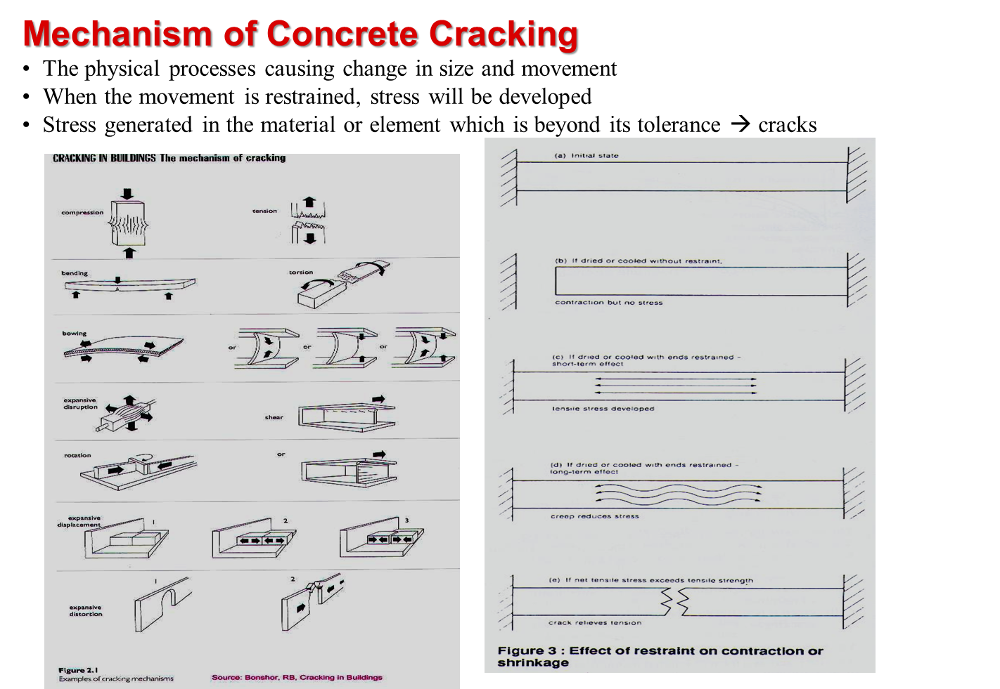 Mechanism of Concrete Cracking
• The physical processes causing change in size and movement
• When the movement is restrained, stress will be developed
• Stress generated in the material or element which is beyond its tolerance → cracks
CRACKING IN BUILDINGS The mechanism of cracking
compression
tension
bending
torsion
bowing
or
or
or
expansive
disruption
shear
rotation
or
expansive
displacement
1
2
3
1
2
expansive
distortion
Figure 2.1
Examples of cracking mechanisms
Source: Bonshor, RB, Cracking in Buildings
(a) Initial state
(b) If dried or cooled without restraint,
contraction but no stress
(c) If dried or cooled with ends restrained -
short-term effect
tensile stress developed
(d) If dried or cooled with ends restrained -
long-term effect
creep reduces stress
(e) If net tensile stress exceeds tensile strength
crack relieves tension
Figure 3 : Effect of restraint on contraction or
shrinkage